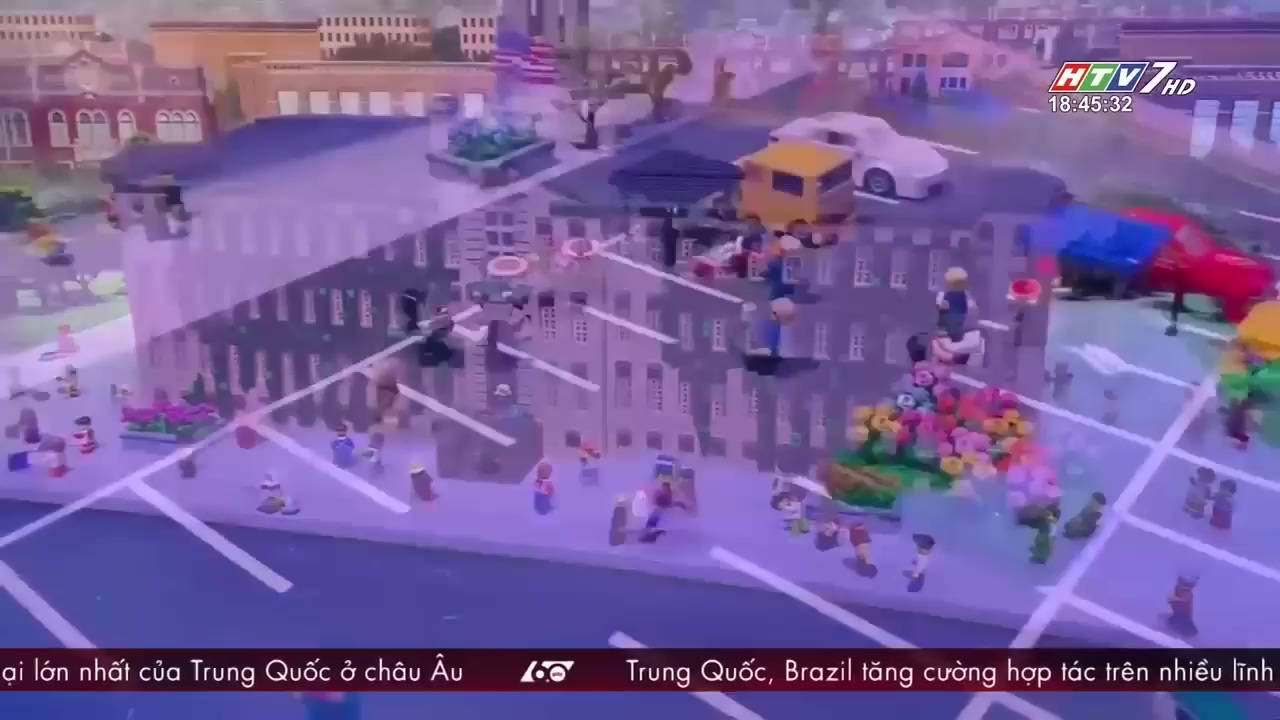 HTV7 HD
18:45:32
ại lớn nhất của Trung Quốc ở châu Âu
Trung Quốc, Brazil tăng cường hợp tác trên nhiều lĩnh